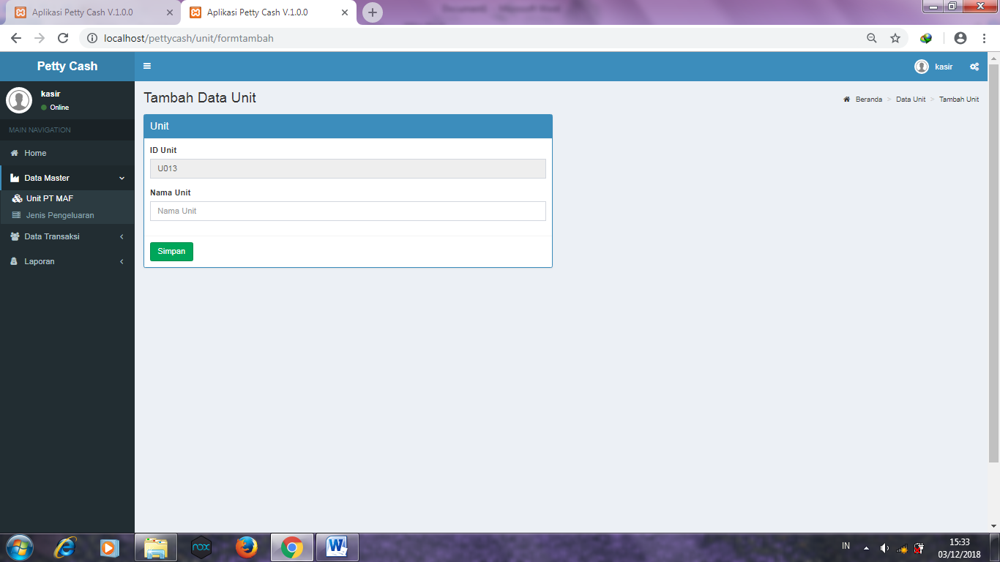 Aplikasi Petty Cash V.1.0.0
Aplikasi Petty Cash V.1.0.0
localhost/pettycash/unit/formtambah
Petty Cash
kasir
kasir
Online
Tambah Data Unit
Beranda > Data Unit > Tambah Unit
MAIN NAVIGATION
Home
Data Master
Unit PT MAF
Jenis Pengeluaran
Data Transaksi
Laporan
Unit
ID Unit
U013
Nama Unit
Nama Unit
Simpan
nox
IN
15:33
03/12/2018